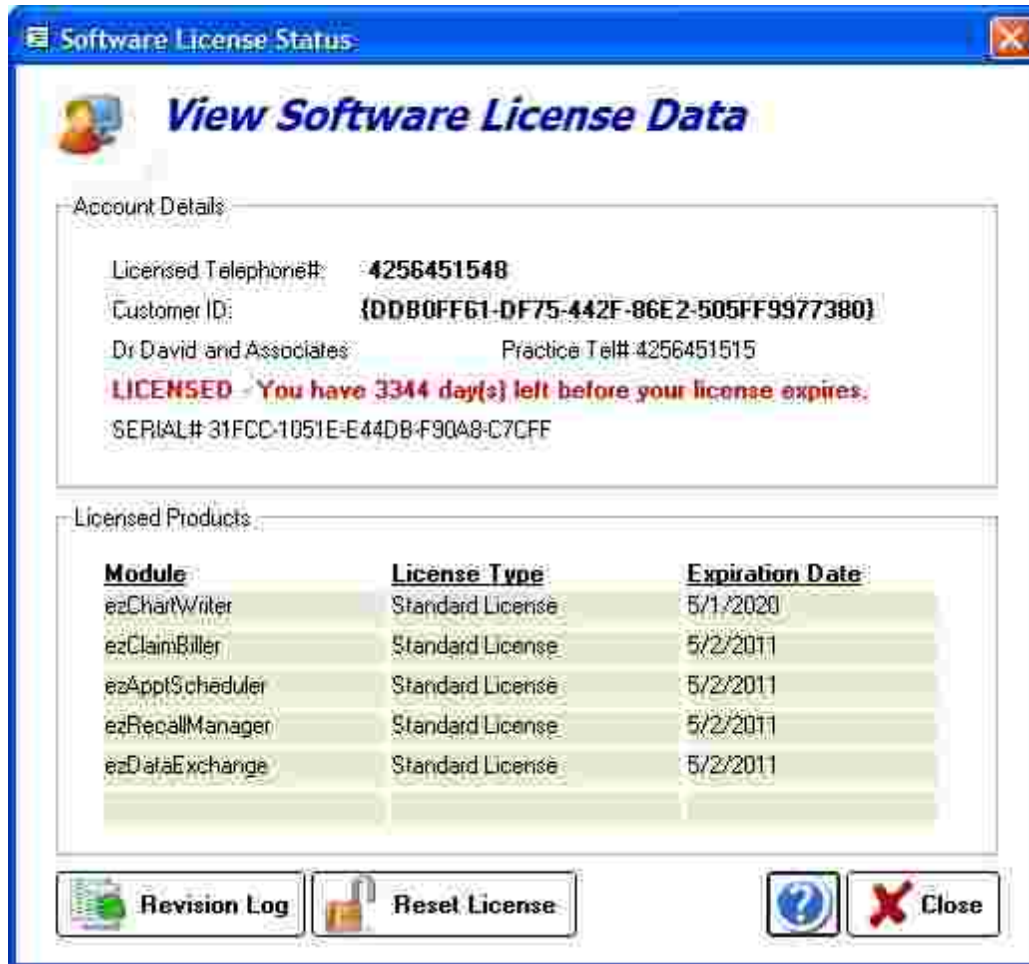 Software License Status
View Software License Data
Account Details
Licensed Telephone#: 4256451548
Customer ID: {DDB0FF61-DF75-442F-86E2-505FF9977380}
Dr David and Associates Practice Tel# 4256451515
LICENSED - You have 3344 day(s) left before your license expires.
SERIAL# 31FCC-1051E-E44DB-F90A8-C7CFF
Licensed Products
Module License Type Expiration Date
ezChartWriter Standard License 5/1/2020
ezClaimBiller Standard License 5/2/2011
ezApptScheduler Standard License 5/2/2011
ezRecallManager Standard License 5/2/2011
ezDataExchange Standard License 5/2/2011
Revision Log Reset License ? Close